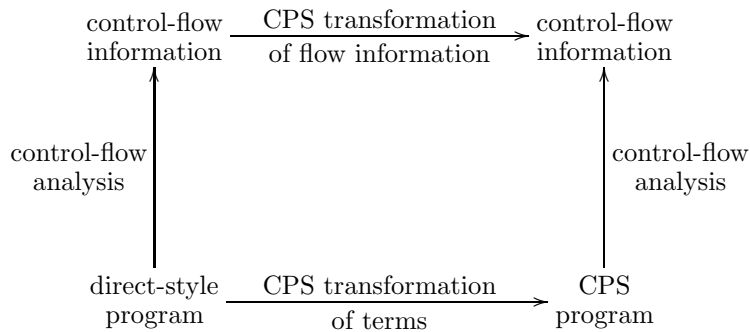 control-flow
information
CPS transformation
of flow information
control-flow
information
control-flow
analysis
control-flow
analysis
direct-style
program
CPS transformation
of terms
CPS
program